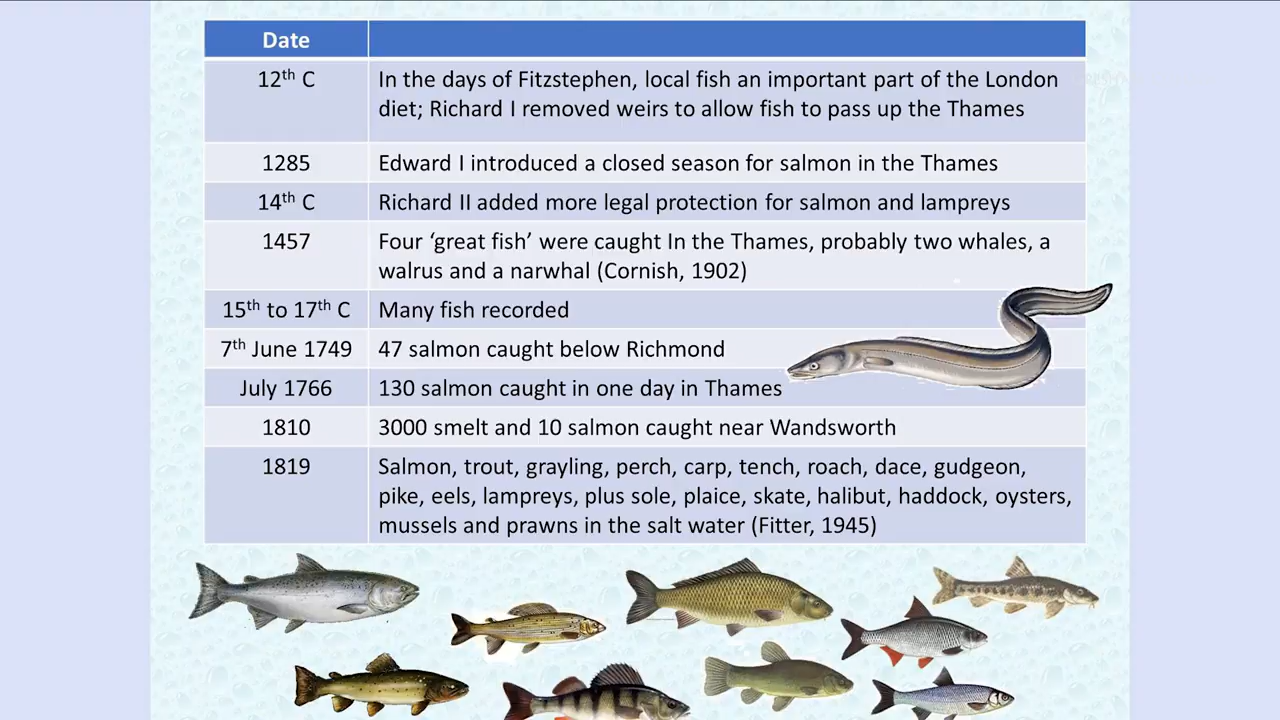 Date
12th C
In the days of Fitzstephen, local fish an important part of the London
diet; Richard I removed weirs to allow fish to pass up the Thames
1285
Edward I introduced a closed season for salmon in the Thames
14th C
Richard II added more legal protection for salmon and lampreys
1457
Four ‘great fish’ were caught In the Thames, probably two whales, a
walrus and a narwhal (Cornish, 1902)
15th to 17th C
Many fish recorded
7th June 1749
47 salmon caught below Richmond
July 1766
130 salmon caught in one day in Thames
1810
3000 smelt and 10 salmon caught near Wandsworth
1819
Salmon, trout, grayling, perch, carp, tench, roach, dace, gudgeon,
pike, eels, lampreys, plus sole, plaice, skate, halibut, haddock, oysters,
mussels and prawns in the salt water (Fitter, 1945)